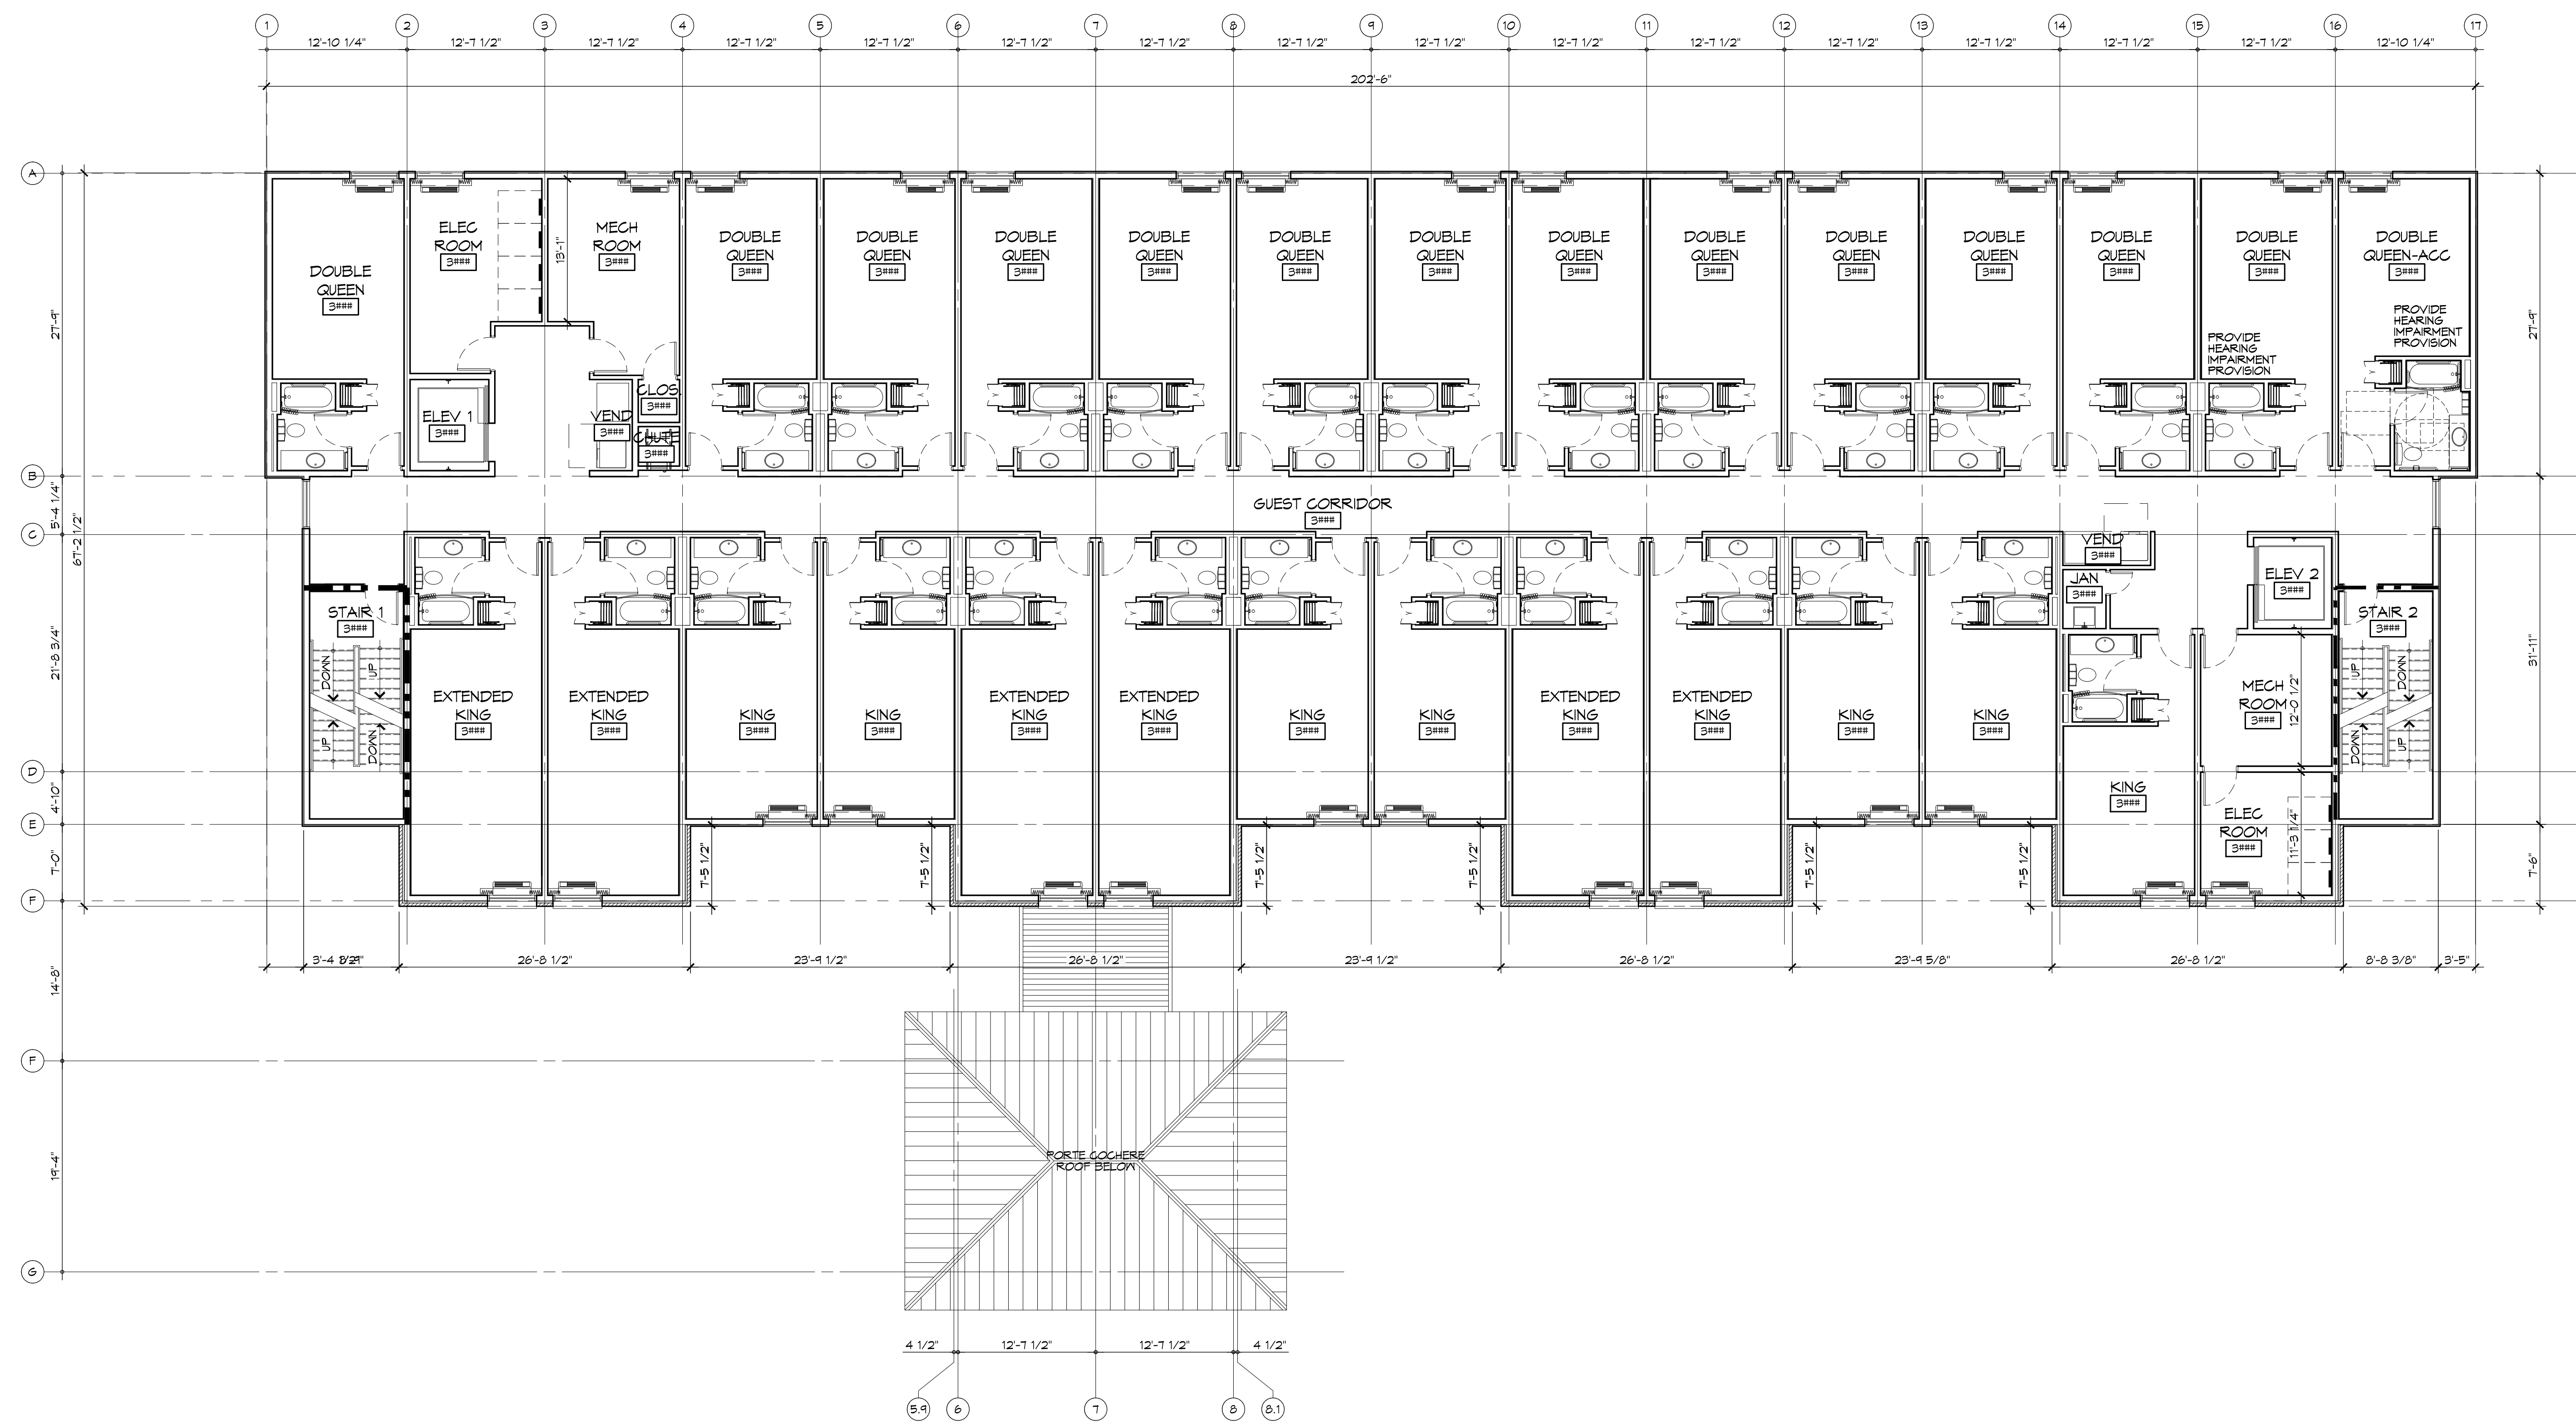 1 2 3 4 5 6 7 8 9 10 11 12 13 14 15 16 17
12'-10 1/4" 12'-7 1/2" 12'-7 1/2" 12'-7 1/2" 12'-7 1/2" 12'-7 1/2" 12'-7 1/2" 12'-7 1/2" 12'-7 1/2" 12'-7 1/2" 12'-7 1/2" 12'-7 1/2" 12'-7 1/2" 12'-7 1/2" 12'-7 1/2" 12'-10 1/4"
202'-6"
A
27'-9"
B
5'-4 1/4"
67'-2 1/2"
C
21'-8 3/4"
D
4'-10"
E
7'-0"
F
14'-8"
F
19'-4"
G
DOUBLE
QUEEN
3###
ELEC
ROOM
3###
MECH
ROOM
3###
13'-1"
DOUBLE
QUEEN
3###
DOUBLE
QUEEN
3###
DOUBLE
QUEEN
3###
DOUBLE
QUEEN
3###
DOUBLE
QUEEN
3###
DOUBLE
QUEEN
3###
DOUBLE
QUEEN
3###
DOUBLE
QUEEN
3###
DOUBLE
QUEEN
3###
DOUBLE
QUEEN
3###
DOUBLE
QUEEN
3###
DOUBLE
QUEEN
3###
PROVIDE
HEARING
IMPAIRMENT
PROVISION
DOUBLE
QUEEN-ACC
3###
PROVIDE
HEARING
IMPAIRMENT
PROVISION
27'-9"
ELEV 1
3###
VEND
3###
CLOS.
3###
CHUTE
3###
GUEST CORRIDOR
3###
STAIR 1
3###
DOWN
UP
UP
DOWN
EXTENDED
KING
3###
EXTENDED
KING
3###
KING
3###
KING
3###
EXTENDED
KING
3###
EXTENDED
KING
3###
KING
3###
KING
3###
EXTENDED
KING
3###
EXTENDED
KING
3###
KING
3###
KING
3###
VEND
3###
JAN
3###
ELEV 2
3###
STAIR 2
3###
UP
DOWN
DOWN
UP
MECH
ROOM
3###
12'-0 1/2"
KING
3###
ELEC
ROOM
3###
11'-3 1/4"
31'-11"
7'-6"
7'-5 1/2" 7'-5 1/2" 7'-5 1/2" 7'-5 1/2" 7'-5 1/2" 7'-5 1/2"
3'-4 26'-8 1/2" 23'-9 1/2" 26'-8 1/2" 23'-9 1/2" 26'-8 1/2" 23'-9 5/8" 26'-8 1/2" 8'-8 3/8" 3'-5"
PORTE COCHERE
ROOF BELOW
4 1/2" 12'-7 1/2" 12'-7 1/2" 4 1/2"
5.9 6 7 8 8.1